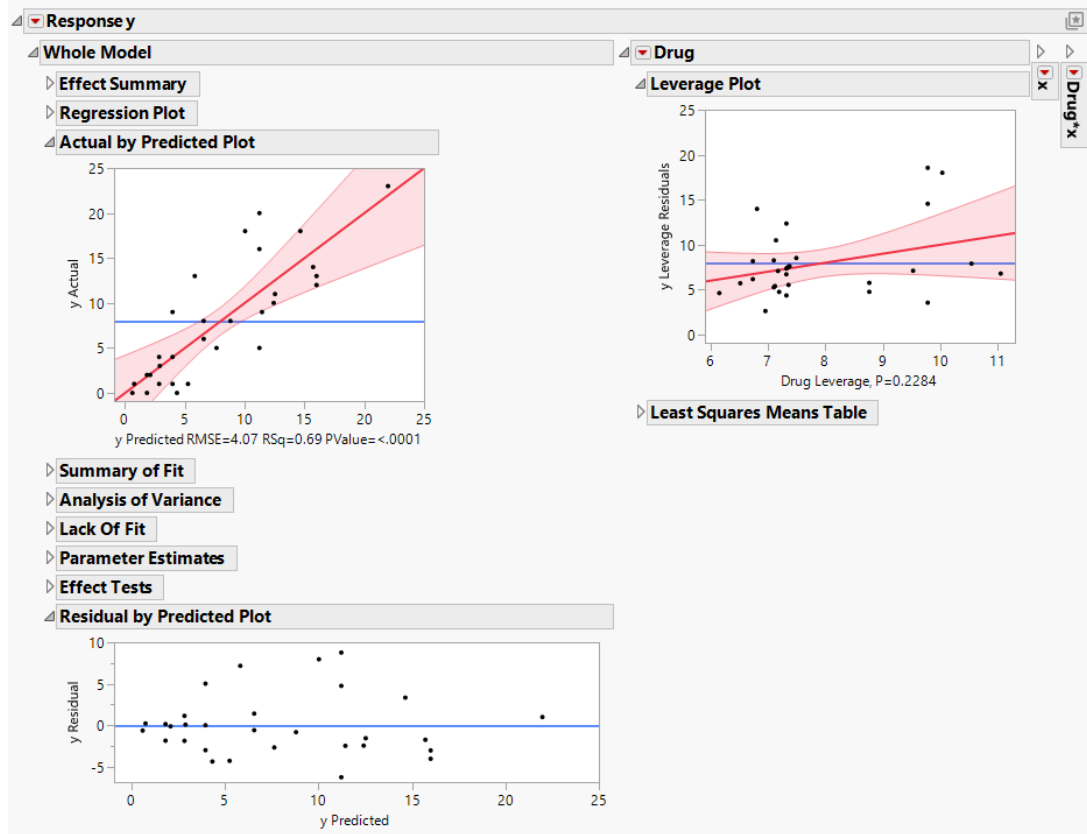 Response y
Whole Model
Effect Summary
Regression Plot
Actual by Predicted Plot
25
20
15
10
5
0
y Actual
0 5 10 15 20 25
y Predicted RMSE=4.07 RSq=0.69 PValue=<.0001
Summary of Fit
Analysis of Variance
Lack Of Fit
Parameter Estimates
Effect Tests
Residual by Predicted Plot
10
5
0
-5
y Residual
0 5 10 15 20 25
y Predicted
Drug
Leverage Plot
25
20
15
10
5
0
y Leverage Residuals
6 7 8 9 10 11
Drug Leverage, P=0.2284
Least Squares Means Table
x
Drug*x